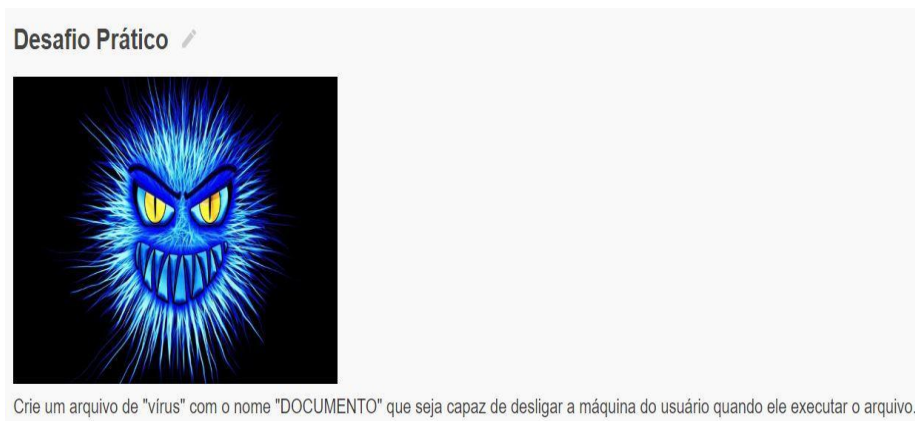 Desafio Prático
Crie um arquivo de "vírus" com o nome "DOCUMENTO" que seja capaz de desligar a máquina do usuário quando ele executar o arquivo.